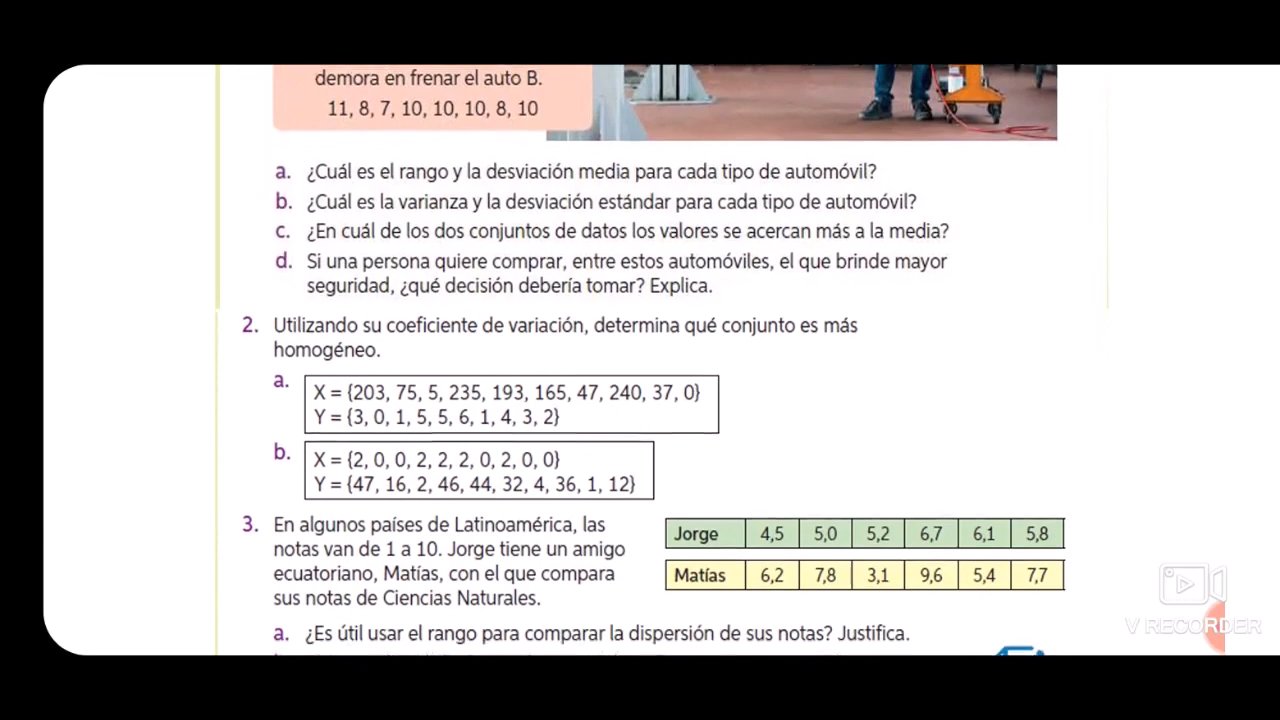 demora en frenar el auto B.
11, 8, 7, 10, 10, 10, 8, 10
a. ¿Cuál es el rango y la desviación media para cada tipo de automóvil?
b. ¿Cuál es la varianza y la desviación estándar para cada tipo de automóvil?
c. ¿En cuál de los dos conjuntos de datos los valores se acercan más a la media?
d. Si una persona quiere comprar, entre estos automóviles, el que brinde mayor
seguridad, ¿qué decisión debería tomar? Explica.
2. Utilizando su coeficiente de variación, determina qué conjunto es más
homogéneo.
a.
X = {203, 75, 5, 235, 193, 165, 47, 240, 37, 0}
Y = {3, 0, 1, 5, 5, 6, 1, 4, 3, 2}
b.
X = {2, 0, 0, 2, 2, 2, 0, 2, 0, 0}
Y = {47, 16, 2, 46, 44, 32, 4, 36, 1, 12}
3. En algunos países de Latinoamérica, las
notas van de 1 a 10. Jorge tiene un amigo
ecuatoriano, Matías, con el que compara
sus notas de Ciencias Naturales.
Jorge 4,5 5,0 5,2 6,7 6,1 5,8
Matías 6,2 7,8 3,1 9,6 5,4 7,7
a. ¿Es útil usar el rango para comparar la dispersión de sus notas? Justifica.
V RECORDER